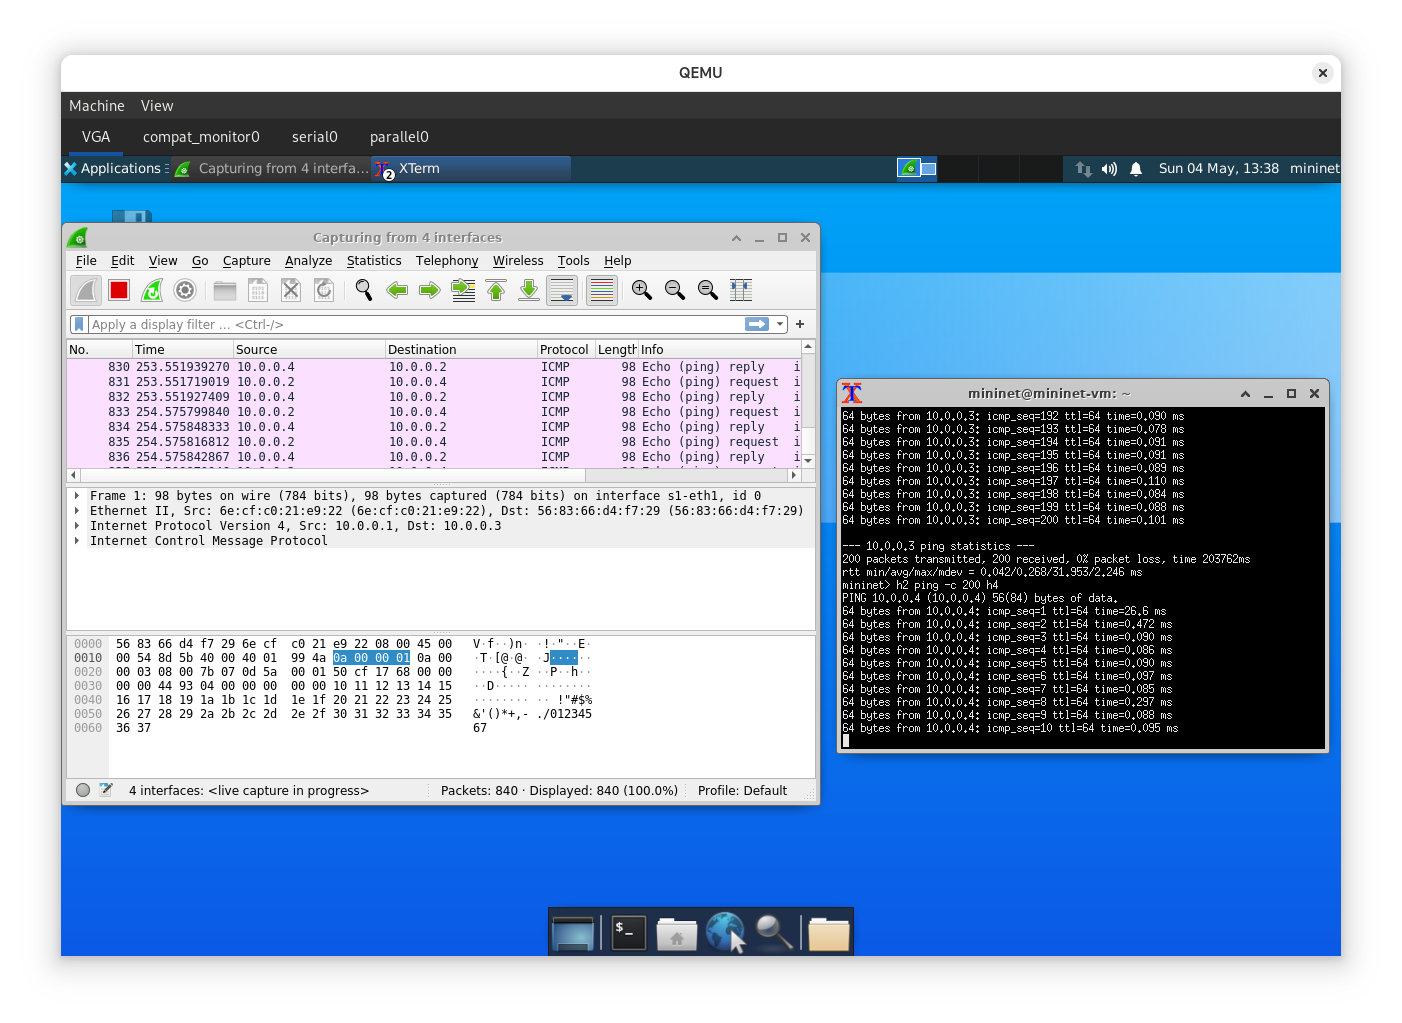 QEMU
Machine View
VGA compat_monitor0 serial0 parallel0
Applications Capturing from 4 interfa... 2 XTerm Sun 04 May, 13:38 mininet
Capturing from 4 interfaces
File Edit View Go Capture Analyze Statistics Telephony Wireless Tools Help
Apply a display filter ... <Ctrl-/>
No. Time Source Destination Protocol Length Info
830 253.551939270 10.0.0.4 10.0.0.2 ICMP 98 Echo (ping) reply i
831 253.551719019 10.0.0.2 10.0.0.4 ICMP 98 Echo (ping) request i
832 253.551927409 10.0.0.4 10.0.0.2 ICMP 98 Echo (ping) reply i
833 254.575799840 10.0.0.2 10.0.0.4 ICMP 98 Echo (ping) request i
834 254.575848333 10.0.0.4 10.0.0.2 ICMP 98 Echo (ping) reply i
835 254.575816812 10.0.0.2 10.0.0.4 ICMP 98 Echo (ping) request i
836 254.575842867 10.0.0.4 10.0.0.2 ICMP 98 Echo (ping) reply i
Frame 1: 98 bytes on wire (784 bits), 98 bytes captured (784 bits) on interface s1-eth1, id 0
Ethernet II, Src: 6e:cf:c0:21:e9:22 (6e:cf:c0:21:e9:22), Dst: 56:83:66:d4:f7:29 (56:83:66:d4:f7:29)
Internet Protocol Version 4, Src: 10.0.0.1, Dst: 10.0.0.3
Internet Control Message Protocol
0000 56 83 66 d4 f7 29 6e cf c0 21 e9 22 08 00 45 00 V·f··)n· ·!·"··E·
0010 00 54 8d 5b 40 00 40 01 99 4a 0a 00 00 01 0a 00 ·T·[@·@· ·J······
0020 00 03 08 00 7b 07 0d 5a 00 01 50 cf 17 68 00 00 ····{··Z ··P··h··
0030 00 00 44 93 04 00 00 00 00 00 10 11 12 13 14 15 ··D····· ········
0040 16 17 18 19 1a 1b 1c 1d 1e 1f 20 21 22 23 24 25 ········ ·· !"#$%
0050 26 27 28 29 2a 2b 2c 2d 2e 2f 30 31 32 33 34 35 &'()*+,- ./012345
0060 36 37 67
4 interfaces: <live capture in progress> Packets: 840 · Displayed: 840 (100.0%) Profile: Default
mininet@mininet-vm: ~
64 bytes from 10.0.0.3: icmp_seq=192 ttl=64 time=0.090 ms
64 bytes from 10.0.0.3: icmp_seq=193 ttl=64 time=0.078 ms
64 bytes from 10.0.0.3: icmp_seq=194 ttl=64 time=0.091 ms
64 bytes from 10.0.0.3: icmp_seq=195 ttl=64 time=0.091 ms
64 bytes from 10.0.0.3: icmp_seq=196 ttl=64 time=0.089 ms
64 bytes from 10.0.0.3: icmp_seq=197 ttl=64 time=0.110 ms
64 bytes from 10.0.0.3: icmp_seq=198 ttl=64 time=0.084 ms
64 bytes from 10.0.0.3: icmp_seq=199 ttl=64 time=0.088 ms
64 bytes from 10.0.0.3: icmp_seq=200 ttl=64 time=0.101 ms
--- 10.0.0.3 ping statistics ---
200 packets transmitted, 200 received, 0% packet loss, time 203762ms
rtt min/avg/max/mdev = 0.042/0.268/31.953/2.246 ms
mininet> h2 ping -c 200 h4
PING 10.0.0.4 (10.0.0.4) 56(84) bytes of data.
64 bytes from 10.0.0.4: icmp_seq=1 ttl=64 time=26.6 ms
64 bytes from 10.0.0.4: icmp_seq=2 ttl=64 time=0.472 ms
64 bytes from 10.0.0.4: icmp_seq=3 ttl=64 time=0.090 ms
64 bytes from 10.0.0.4: icmp_seq=4 ttl=64 time=0.086 ms
64 bytes from 10.0.0.4: icmp_seq=5 ttl=64 time=0.090 ms
64 bytes from 10.0.0.4: icmp_seq=6 ttl=64 time=0.097 ms
64 bytes from 10.0.0.4: icmp_seq=7 ttl=64 time=0.085 ms
64 bytes from 10.0.0.4: icmp_seq=8 ttl=64 time=0.297 ms
64 bytes from 10.0.0.4: icmp_seq=9 ttl=64 time=0.088 ms
64 bytes from 10.0.0.4: icmp_seq=10 ttl=64 time=0.095 ms
$_